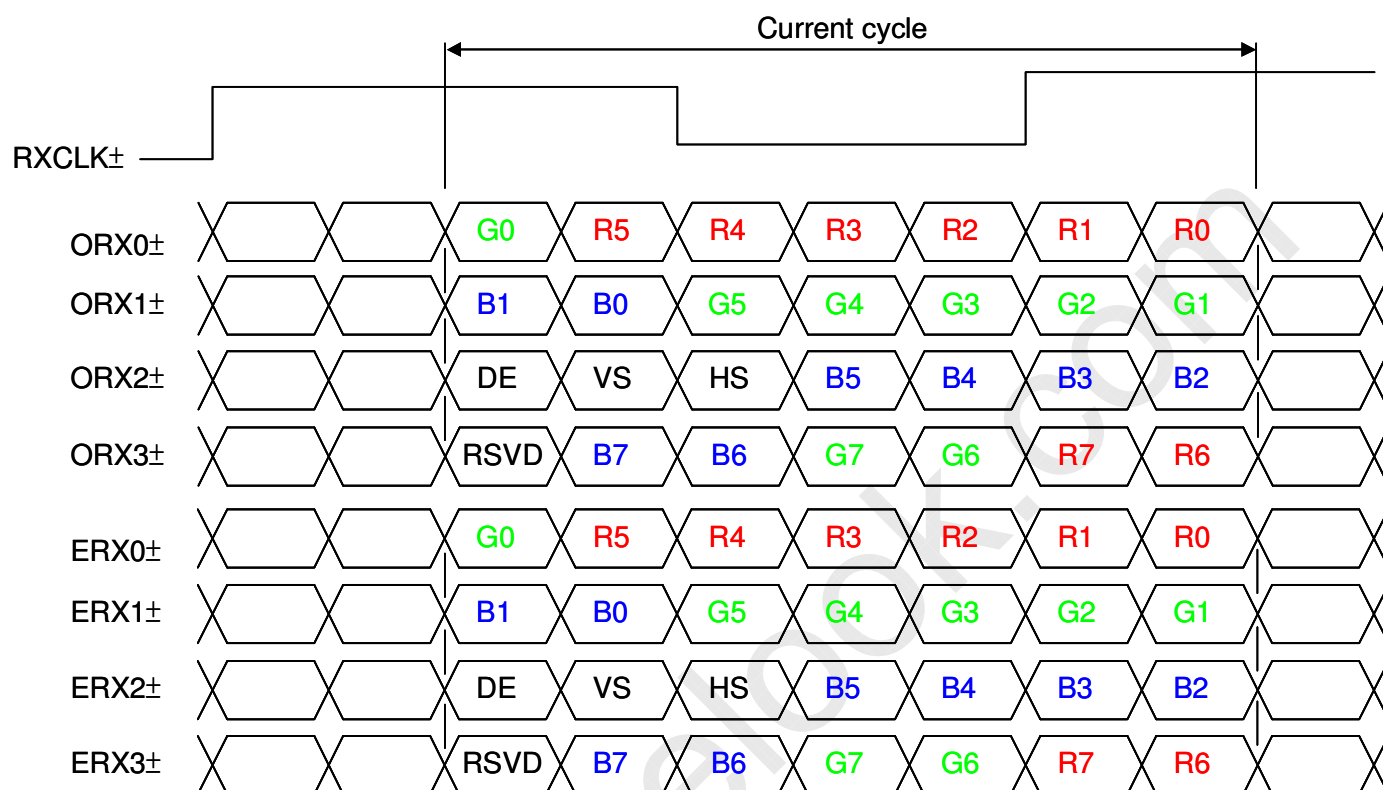 Current cycle
RXCLK±
ORX0± G0 R5 R4 R3 R2 R1 R0
ORX1± B1 B0 G5 G4 G3 G2 G1
ORX2± DE VS HS B5 B4 B3 B2
ORX3± RSVD B7 B6 G7 G6 R7 R6
ERX0± G0 R5 R4 R3 R2 R1 R0
ERX1± B1 B0 G5 G4 G3 G2 G1
ERX2± DE VS HS B5 B4 B3 B2
ERX3± RSVD B7 B6 G7 G6 R7 R6
elook.com